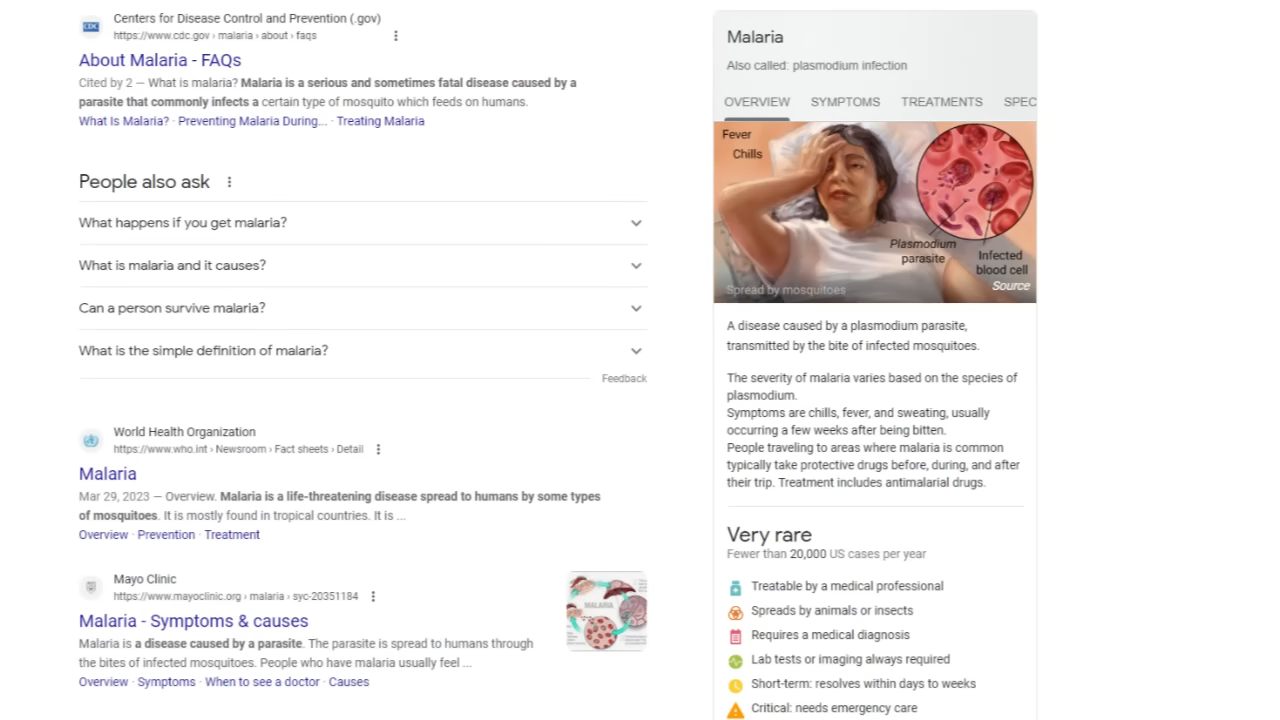 Centers for Disease Control and Prevention (.gov)
https://www.cdc.gov › malaria › about › faqs
About Malaria - FAQs
Cited by 2 — What is malaria? Malaria is a serious and sometimes fatal disease caused by a
parasite that commonly infects a certain type of mosquito which feeds on humans.
What Is Malaria? · Preventing Malaria During... · Treating Malaria
People also ask
What happens if you get malaria?
What is malaria and it causes?
Can a person survive malaria?
What is the simple definition of malaria?
Feedback
World Health Organization
https://www.who.int › Newsroom › Fact sheets › Detail
Malaria
Mar 29, 2023 — Overview. Malaria is a life-threatening disease spread to humans by some types
of mosquitoes. It is mostly found in tropical countries. It is ...
Overview · Prevention · Treatment
Mayo Clinic
https://www.mayoclinic.org › malaria › syc-20351184
Malaria - Symptoms & causes
Malaria is a disease caused by a parasite. The parasite is spread to humans through
the bites of infected mosquitoes. People who have malaria usually feel ...
Overview · Symptoms · When to see a doctor · Causes
MALARIA
Malaria
Also called: plasmodium infection
OVERVIEW SYMPTOMS TREATMENTS SPEC
Fever
Chills
Plasmodium
parasite
Infected
blood cell
Source
Spread by mosquitoes
A disease caused by a plasmodium parasite,
transmitted by the bite of infected mosquitoes.
The severity of malaria varies based on the species of
plasmodium.
Symptoms are chills, fever, and sweating, usually
occurring a few weeks after being bitten.
People traveling to areas where malaria is common
typically take protective drugs before, during, and after
their trip. Treatment includes antimalarial drugs.
Very rare
Fewer than 20,000 US cases per year
Treatable by a medical professional
Spreads by animals or insects
Requires a medical diagnosis
Lab tests or imaging always required
Short-term: resolves within days to weeks
Critical: needs emergency care